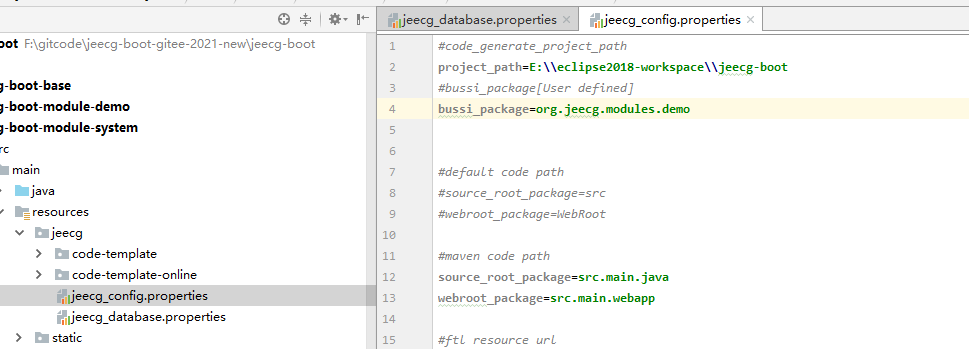 oot F:\gitcode\jeecg-boot-gitee-2021-new\jeecg-boot
g-boot-base
g-boot-module-demo
g-boot-module-system
rc
main
java
resources
jeecg
code-template
code-template-online
jeecg_config.properties
jeecg_database.properties
static
jeecg_database.properties × jeecg_config.properties ×
1 #code_generate_project_path
2 project_path=E:\\eclipse2018-workspace\\jeecg-boot
3 #bussi_package[User defined]
4 bussi_package=org.jeecg.modules.demo
5
6
7 #default code path
8 #source_root_package=src
9 #webroot_package=WebRoot
10
11 #maven code path
12 source_root_package=src.main.java
13 webroot_package=src.main.webapp
14
15 #ftl resource url